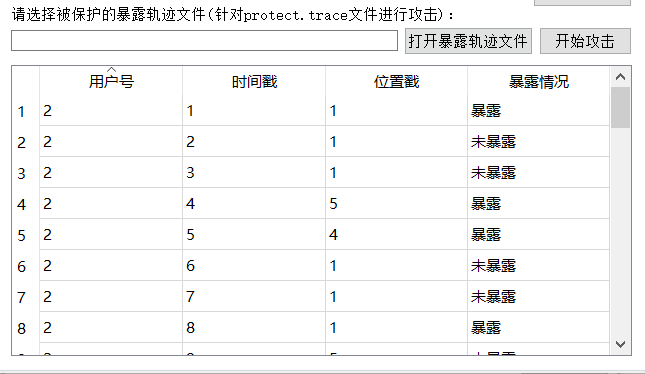 请选择被保护的暴露轨迹文件(针对protect.trace文件进行攻击):
打开暴露轨迹文件 开始攻击
用户号 时间戳 位置戳 暴露情况
1 2 1 1 暴露
2 2 2 1 未暴露
3 2 3 1 未暴露
4 2 4 5 暴露
5 2 5 4 暴露
6 2 6 1 未暴露
7 2 7 1 未暴露
8 2 8 1 暴露